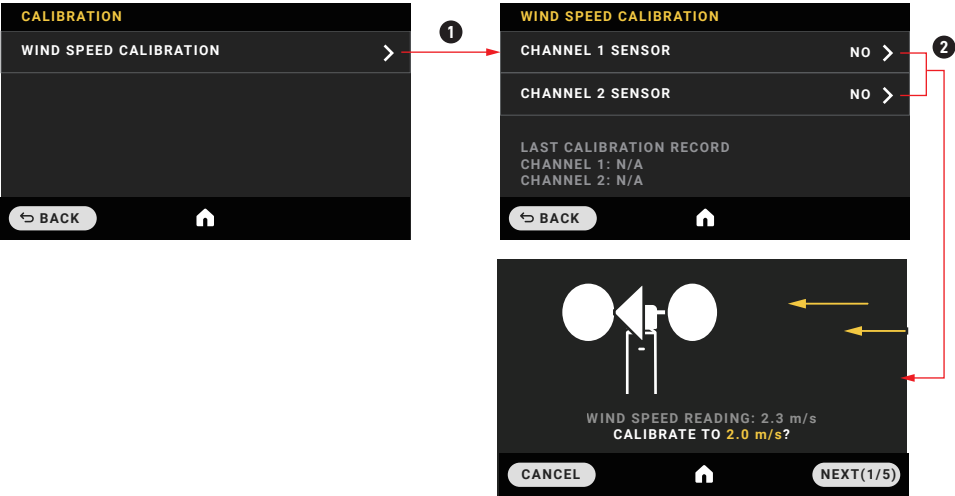 CALIBRATION
WIND SPEED CALIBRATION
BACK
1
WIND SPEED CALIBRATION
CHANNEL 1 SENSOR NO
CHANNEL 2 SENSOR NO
LAST CALIBRATION RECORD
CHANNEL 1: N/A
CHANNEL 2: N/A
BACK
2
WIND SPEED READING: 2.3 m/s
CALIBRATE TO 2.0 m/s?
CANCEL
NEXT(1/5)